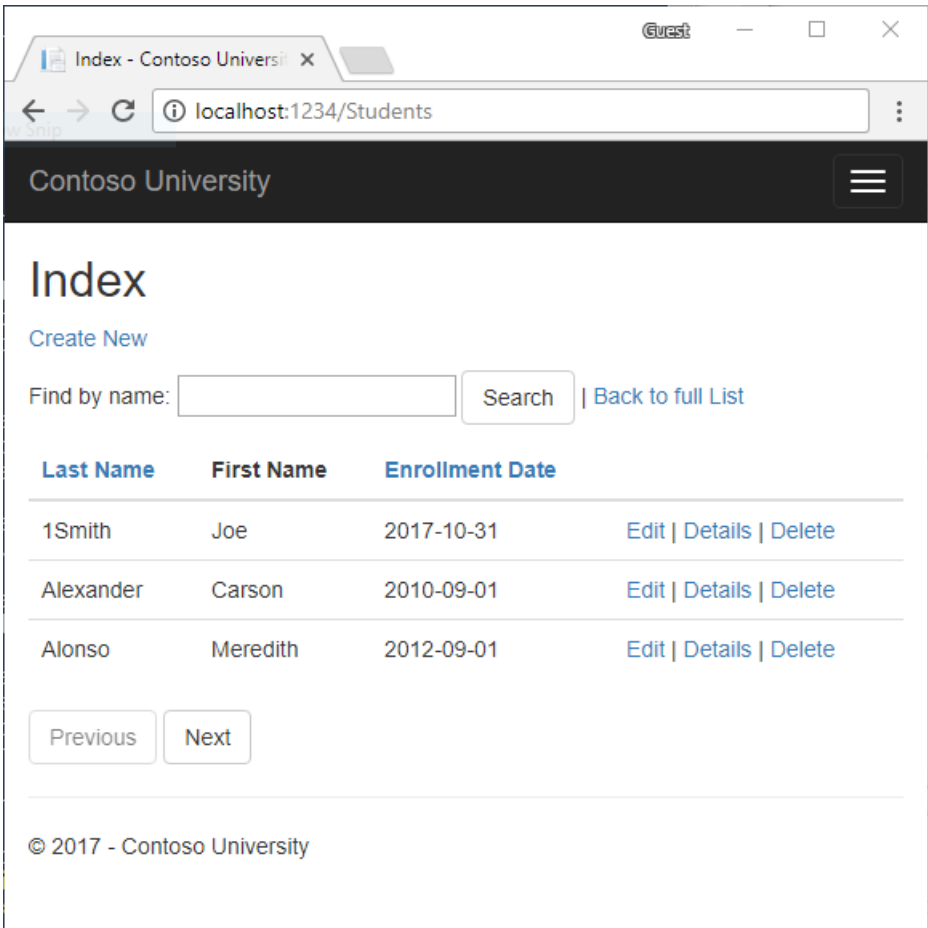 Guest
Index - Contoso Universit
localhost:1234/Students
w Snip
Contoso University
Index
Create New
Find by name: Search | Back to full List
Last Name First Name Enrollment Date
1Smith Joe 2017-10-31 Edit | Details | Delete
Alexander Carson 2010-09-01 Edit | Details | Delete
Alonso Meredith 2012-09-01 Edit | Details | Delete
Previous Next
© 2017 - Contoso University